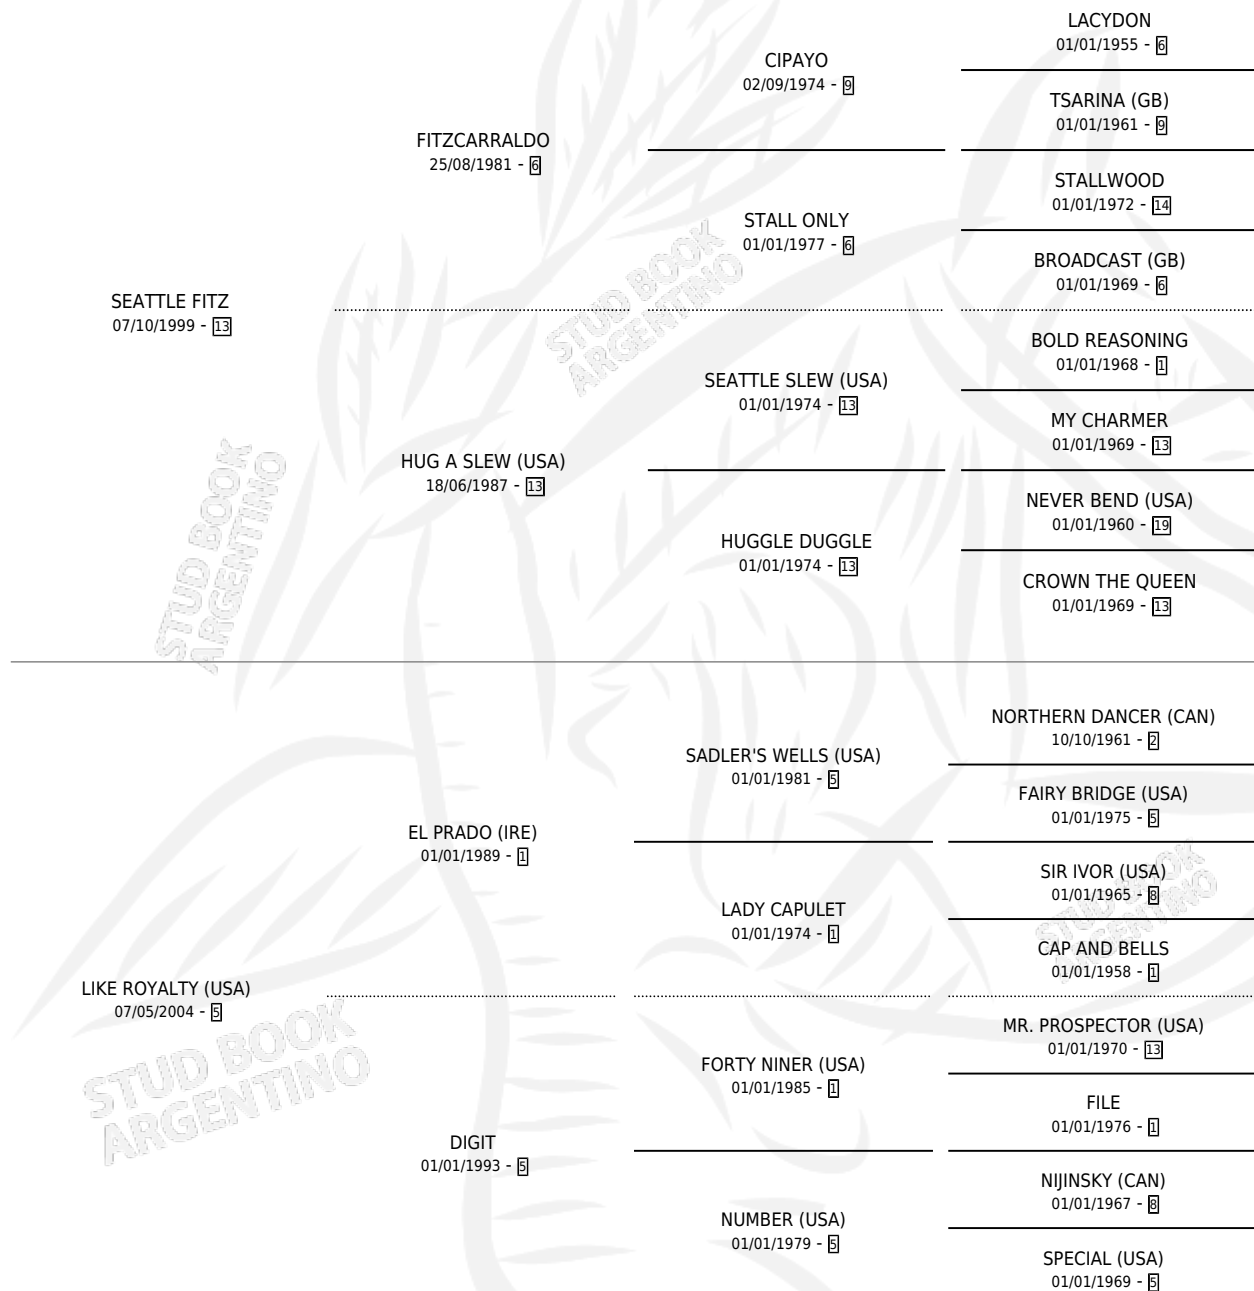 LACYDON
01/01/1955 - 6
CIPAYO
02/09/1974 - 9
TSARINA (GB)
01/01/1961 - 9
FITZCARRALDO
25/08/1981 - 6
STALLWOOD
01/01/1972 - 14
STALL ONLY
01/01/1977 - 6
BROADCAST (GB)
01/01/1969 - 6
SEATTLE FITZ
07/10/1999 - 13
BOLD REASONING
01/01/1968 - 1
SEATTLE SLEW (USA)
01/01/1974 - 13
MY CHARMER
01/01/1969 - 13
HUG A SLEW (USA)
18/06/1987 - 13
NEVER BEND (USA)
01/01/1960 - 19
HUGGLE DUGGLE
01/01/1974 - 13
CROWN THE QUEEN
01/01/1969 - 13
STUD BOOK
ARGENTINO
STUD BOOK
ARGENTINO
NORTHERN DANCER (CAN)
10/10/1961 - 2
SADLER'S WELLS (USA)
01/01/1981 - 5
FAIRY BRIDGE (USA)
01/01/1975 - 5
EL PRADO (IRE)
01/01/1989 - 1
SIR IVOR (USA)
01/01/1965 - 8
LADY CAPULET
01/01/1974 - 1
CAP AND BELLS
01/01/1958 - 1
STUD BOOK
ARGENTINO
LIKE ROYALTY (USA)
07/05/2004 - 5
MR. PROSPECTOR (USA)
01/01/1970 - 13
FORTY NINER (USA)
01/01/1985 - 1
FILE
01/01/1976 - 1
STUD BOOK
ARGENTINO
DIGIT
01/01/1993 - 5
NIJINSKY (CAN)
01/01/1967 - 8
NUMBER (USA)
01/01/1979 - 5
SPECIAL (USA)
01/01/1969 - 5